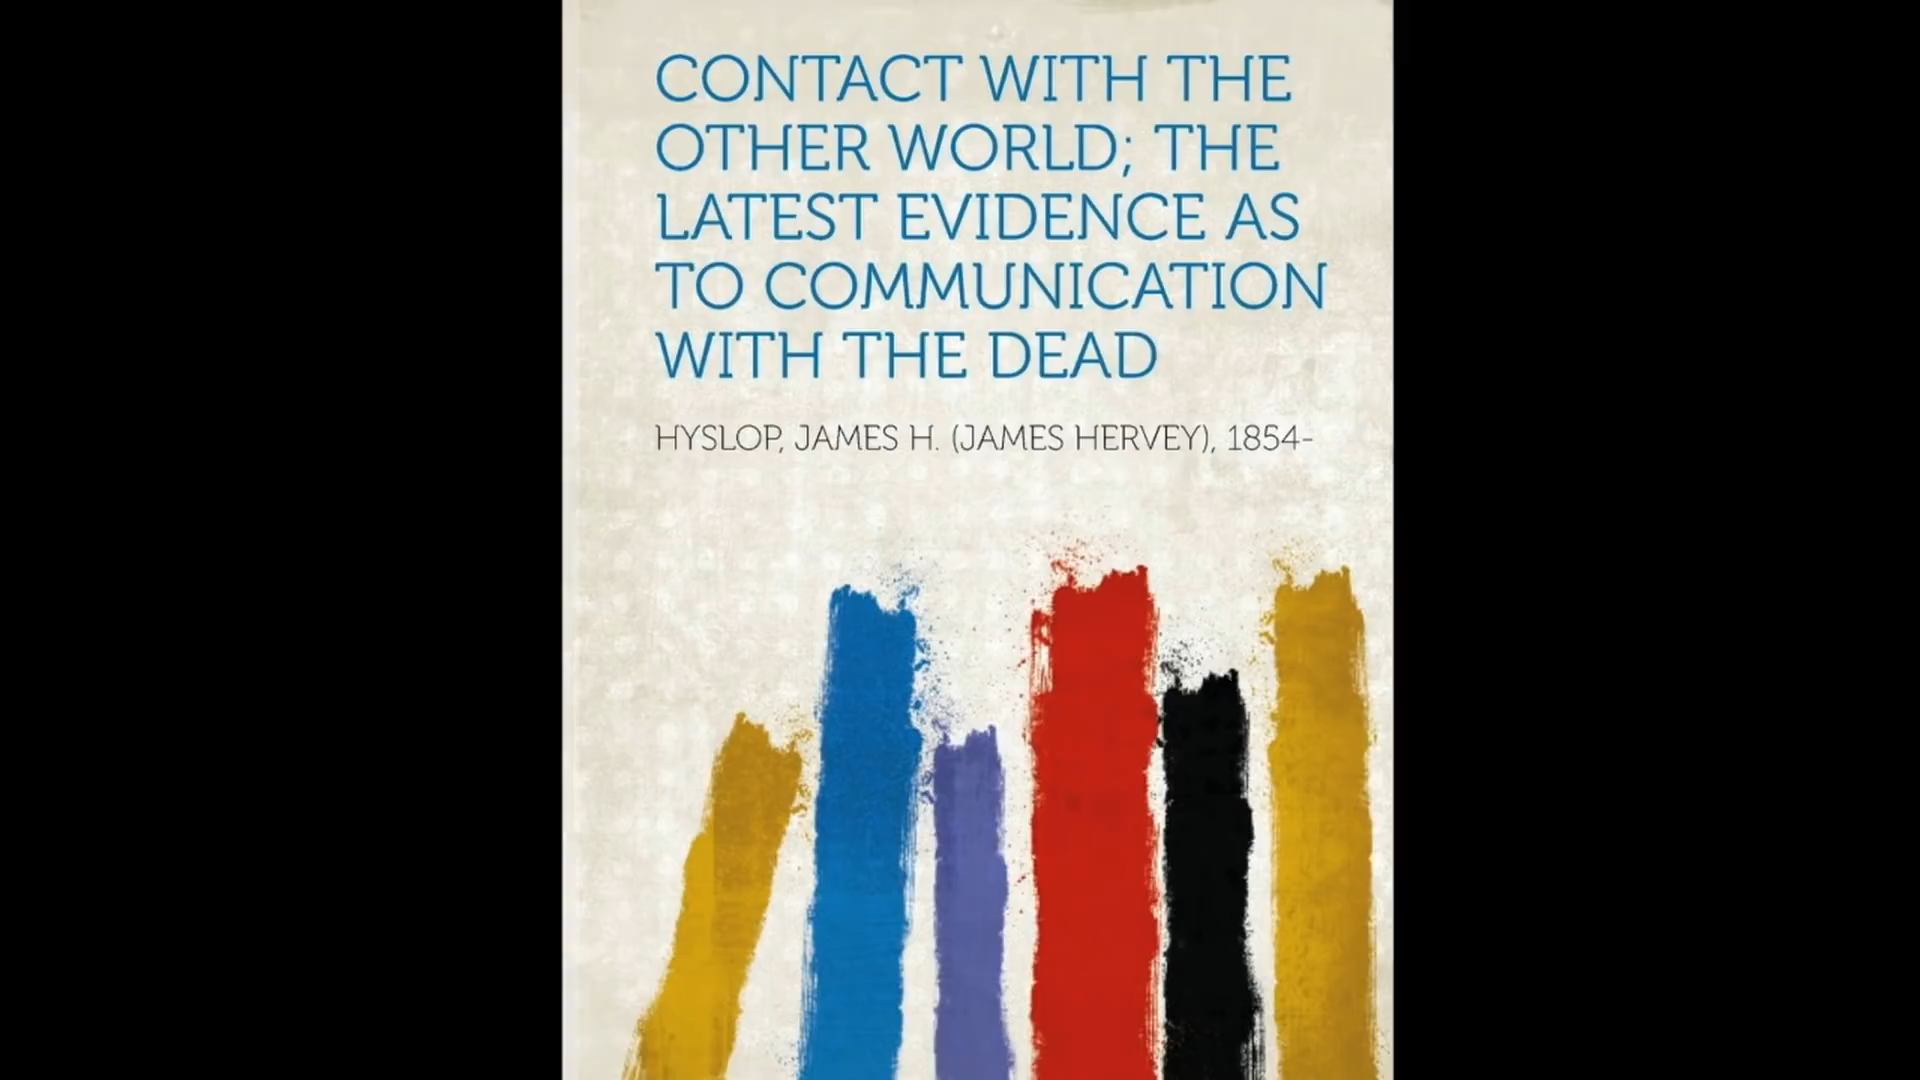 CONTACT WITH THE
OTHER WORLD; THE
LATEST EVIDENCE AS
TO COMMUNICATION
WITH THE DEAD
HYSLOP, JAMES H. (JAMES HERVEY), 1854-